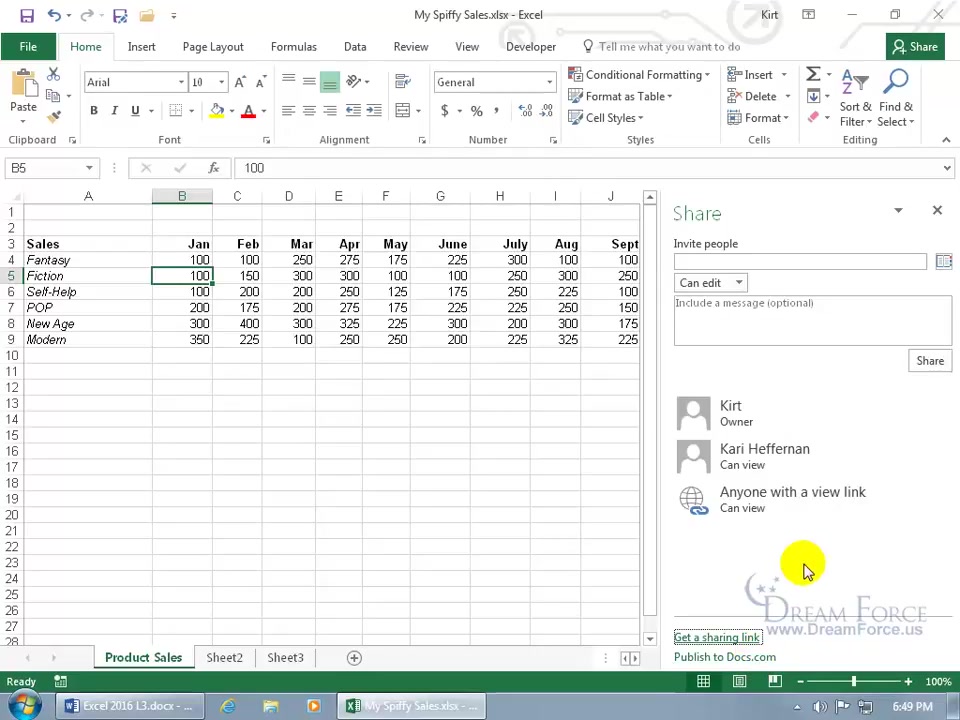 My Spiffy Sales.xlsx - Excel
Kirt
File Home Insert Page Layout Formulas Data Review View Developer Tell me what you want to do Share
Paste
Arial 10
B I U
General
$ % ,
Conditional Formatting
Format as Table
Cell Styles
Insert
Delete
Format
Sort & Filter
Find & Select
Clipboard Font Alignment Number Styles Cells Editing
B5 fx 100
A B C D E F G H I J
1
2
3 Sales Jan Feb Mar Apr May June July Aug Sept
4 Fantasy 100 100 250 275 175 225 300 100 100
5 Fiction 100 150 300 300 100 100 250 300 250
6 Self-Help 100 200 200 250 125 175 250 225 100
7 POP 200 175 200 275 175 225 225 250 150
8 New Age 300 400 300 325 225 300 200 300 175
9 Modern 350 225 100 250 250 200 225 325 225
10
11
12
13
14
15
16
17
18
19
20
21
22
23
24
25
26
27
28
Share
Invite people
Can edit
Include a message (optional)
Share
Kirt
Owner
Kari Heffernan
Can view
Anyone with a view link
Can view
DREAM FORCE
www.DreamForce.us
Get a sharing link
Publish to Docs.com
Product Sales Sheet2 Sheet3
Ready 100%
Excel 2016 L3.docx - ...
My Spiffy Sales.xlsx - ...
6:49 PM